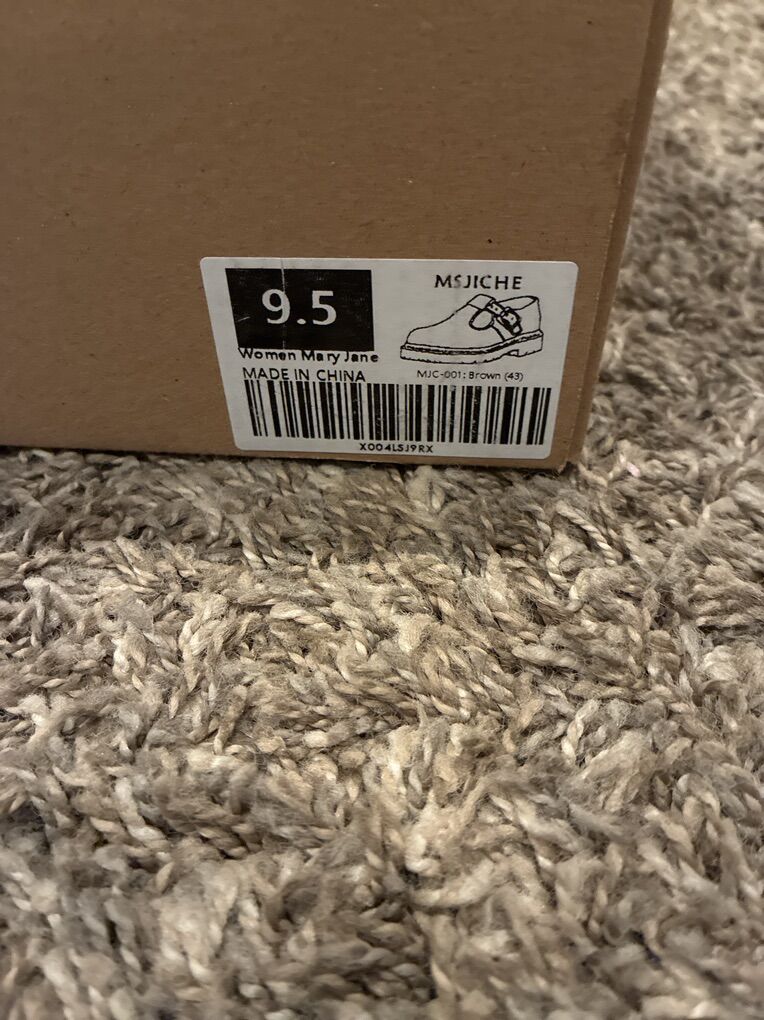 9.5
MSJICHE
Women Mary Jane
MADE IN CHINA
MJC-001: Brown (43)
X004LSJ9RX